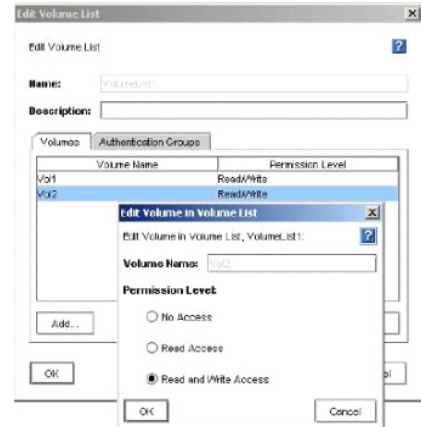 Edit Volume List
Edit Volume List
?
Name: VolumeList1
Description:
Volumes Authentication Groups
Volume Name Permission Level
Vol1 Read/Write
Vol2 Read/Write
Edit Volume in Volume List
Edit Volume in Volume List, VolumeList1:
?
Volume Name: Vol2
Permission Level:
No Access
Read Access
Read and Write Access
Add...
OK
OK Cancel